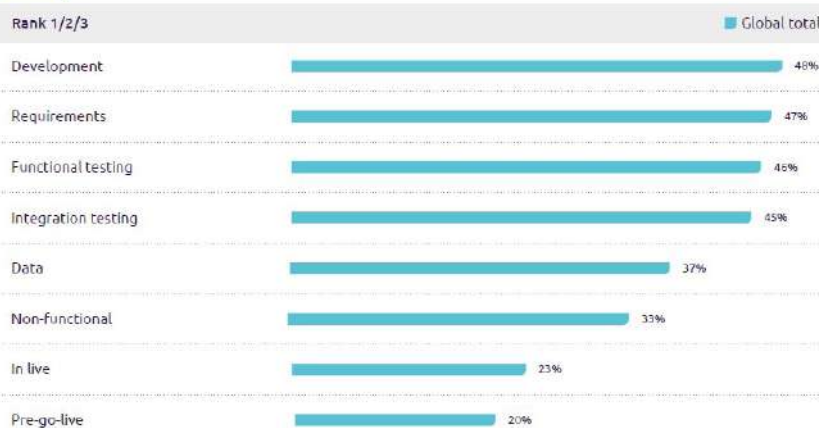 Rank 1/2/3 Global total
Development 48%
Requirements 47%
Functional testing 46%
Integration testing 45%
Data 37%
Non-functional 33%
In live 23%
Pre-go-live 20%